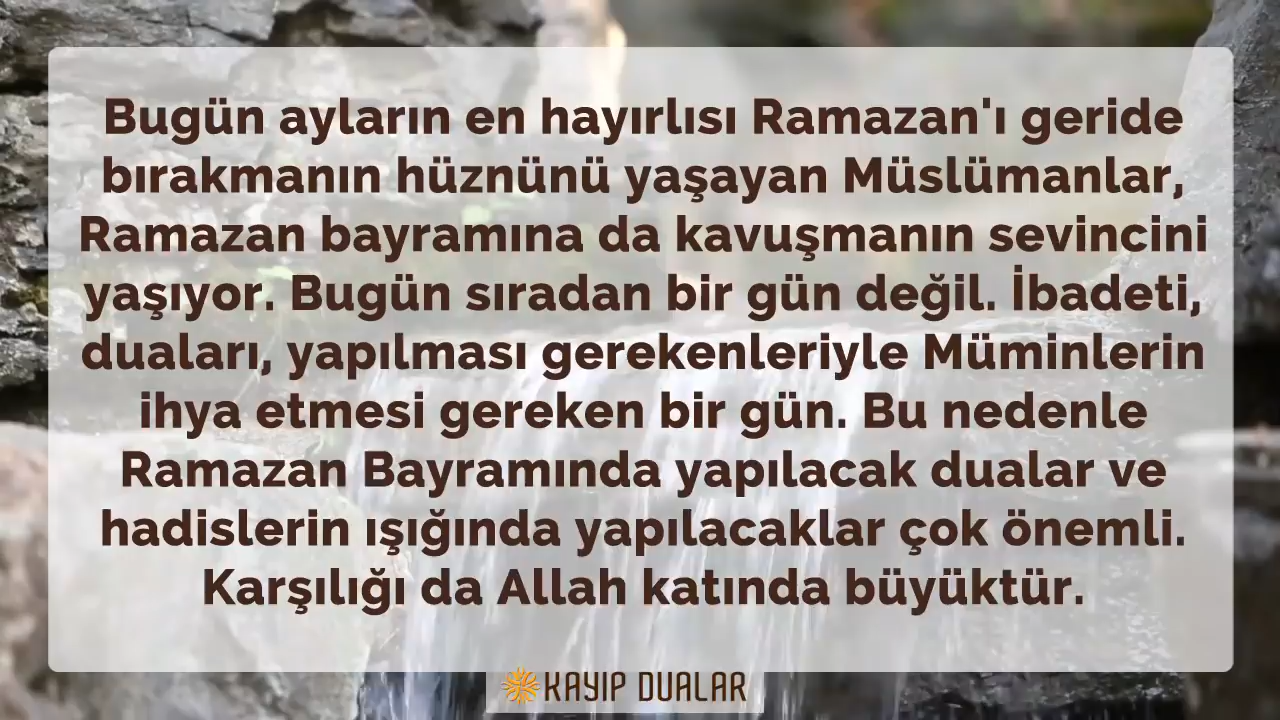 Bugün ayların en hayırlısı Ramazan'ı geride
bırakmanın hüznünü yaşayan Müslümanlar,
Ramazan bayramına da kavuşmanın sevincini
yaşıyor. Bugün sıradan bir gün değil. İbadeti,
duaları, yapılması gerekenleriyle Müminlerin
ihya etmesi gereken bir gün. Bu nedenle
Ramazan Bayramında yapılacak dualar ve
hadislerin ışığında yapılacaklar çok önemli.
Karşılığı da Allah katında büyüktür.
KAYIP DUALAR